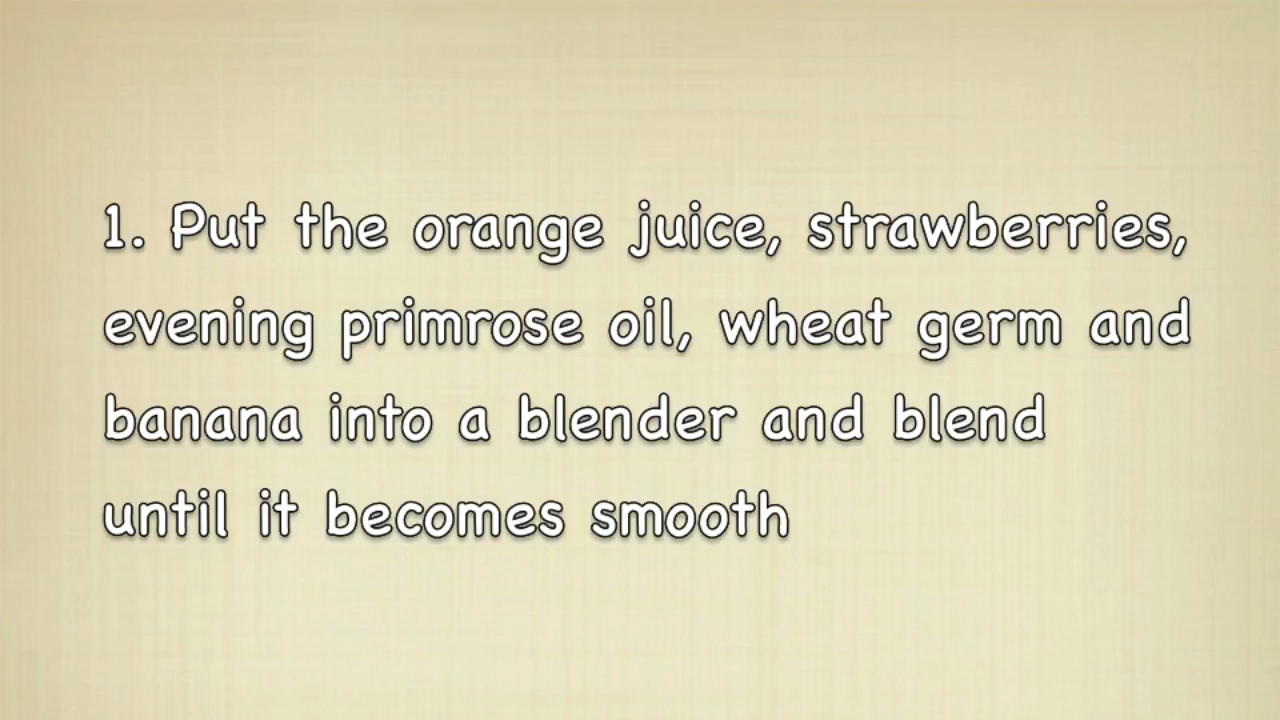 1. Put the orange juice, strawberries,
evening primrose oil, wheat germ and
banana into a blender and blend
until it becomes smooth